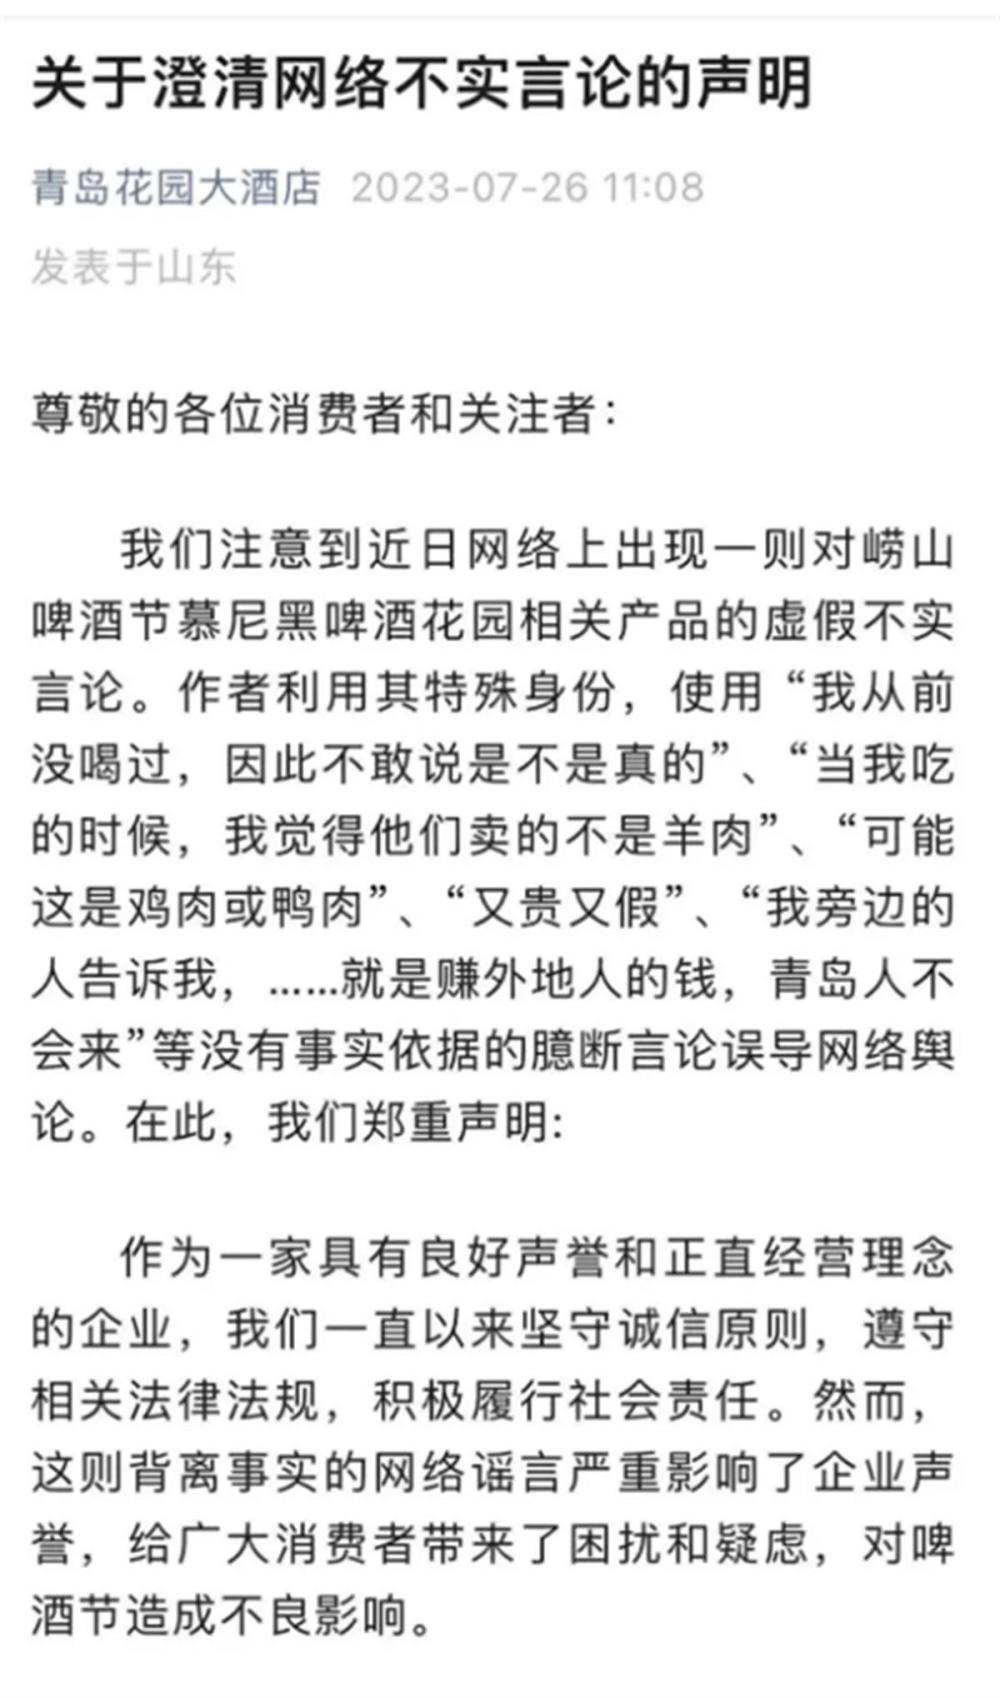 关于澄清网络不实言论的声明
青岛花园大酒店 2023-07-26 11:08
发表于山东
尊敬的各位消费者和关注者：
我们注意到近日网络上出现一则对崂山
啤酒节慕尼黑啤酒花园相关产品的虚假不实
言论。作者利用其特殊身份，使用“我从前
没喝过，因此不敢说是不是真的”、“当我吃
的时候，我觉得他们卖的不是羊肉”、“可能
这是鸡肉或鸭肉”、“又贵又假”、“我旁边的
人告诉我，......就是赚外地人的钱，青岛人不
会来”等没有事实依据的臆断言论误导网络舆
论。在此，我们郑重声明:
作为一家具有良好声誉和正直经营理念
的企业，我们一直以来坚守诚信原则，遵守
相关法律法规，积极履行社会责任。然而，
这则背离事实的网络谣言严重影响了企业声
誉，给广大消费者带来了困扰和疑虑，对啤
酒节造成不良影响。